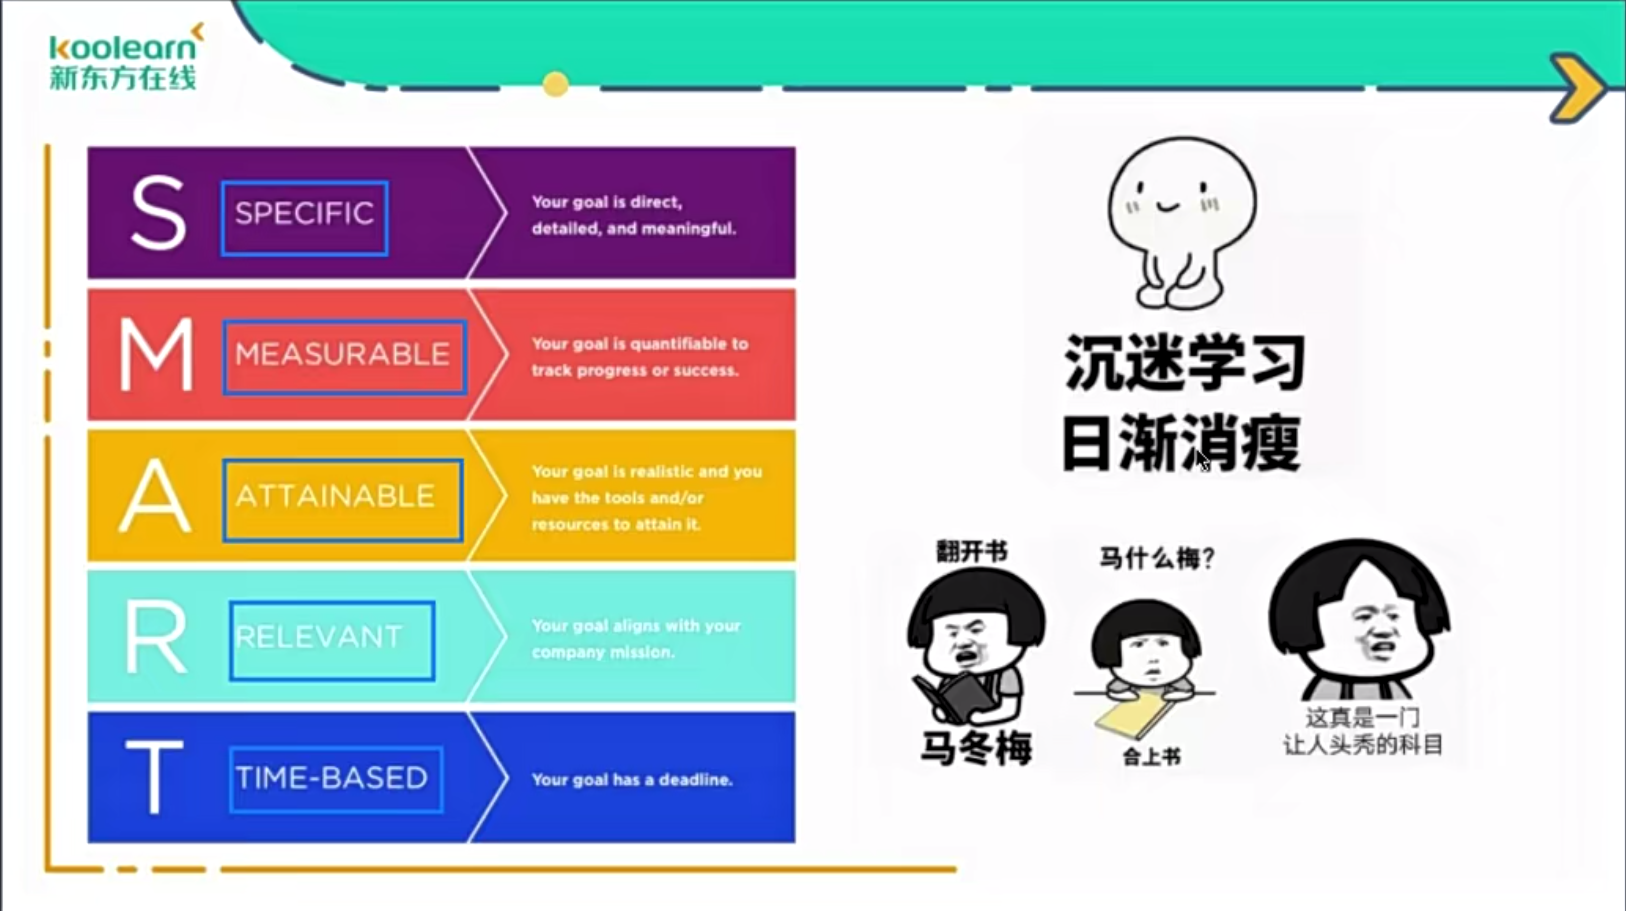 koolearn
新东方在线
S
SPECIFIC
Your goal is direct,
detailed, and meaningful.
M
MEASURABLE
Your goal is quantifiable to
track progress or success.
A
ATTAINABLE
Your goal is realistic and you
have the tools and/or
resources to attain it.
R
RELEVANT
Your goal aligns with your
company mission.
T
TIME-BASED
Your goal has a deadline.
沉迷学习
日渐消瘦
翻开书
马冬梅
马什么梅？
合上书
这真是一门
让人头秃的科目